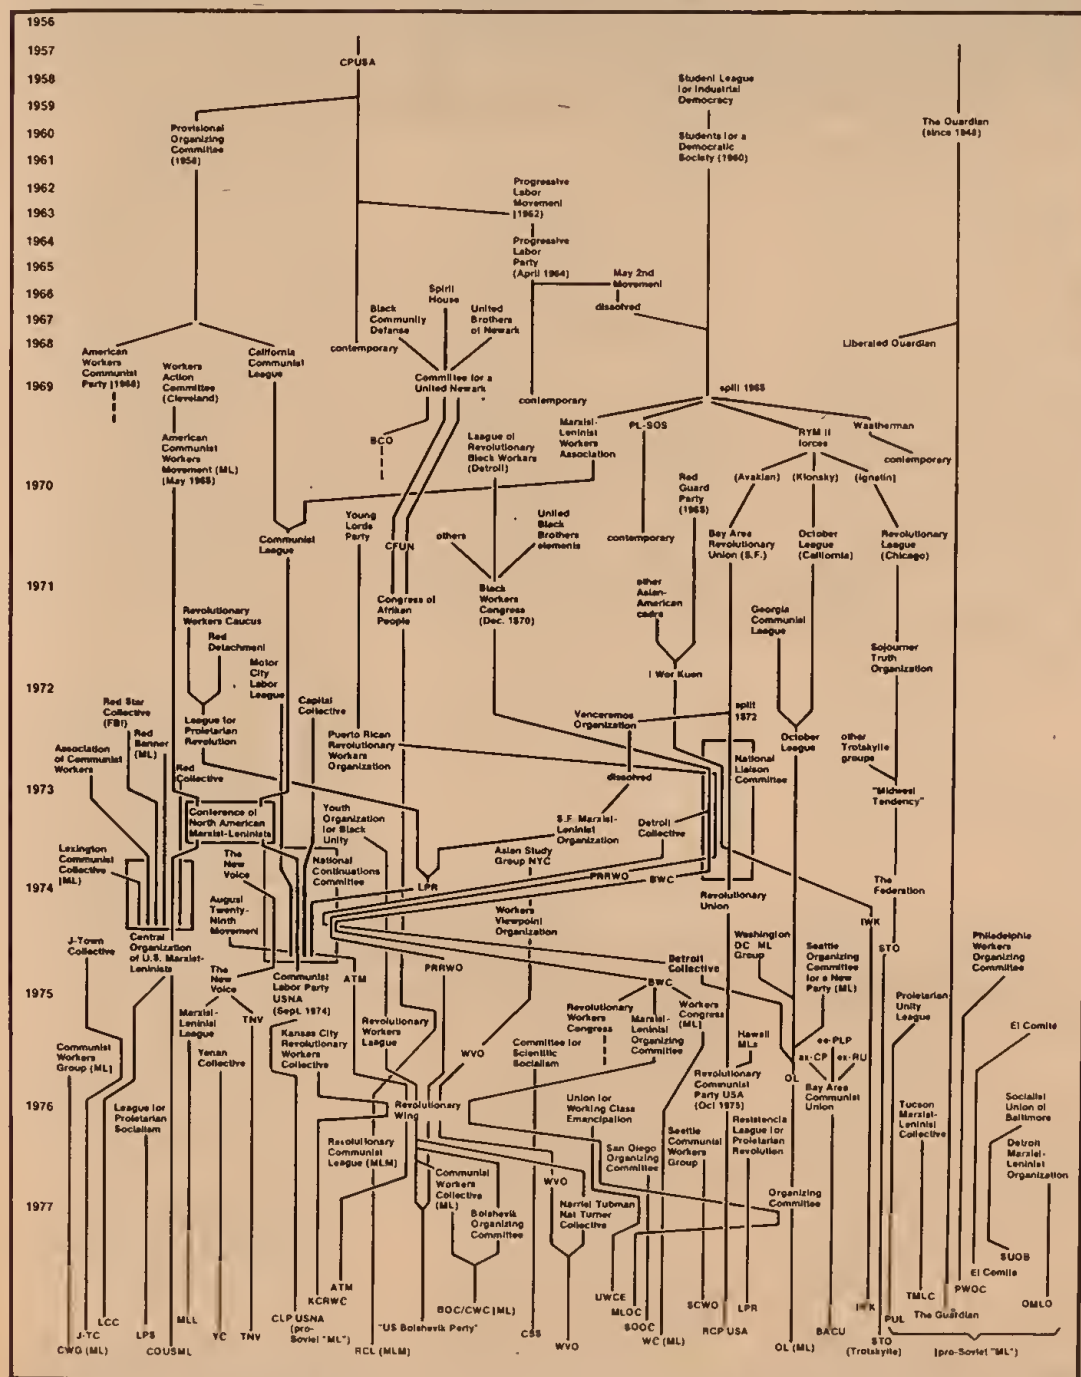 1956
1957
CPUSA
1958
Student League
for Industrial
Democracy
1959
The Guardian
(since 1948)
1960
Provisional
Organizing
Committee
(1958)
Students for a
Democratic
Society (1960)
1961
1962
Progressive
Labor
Movement
(1962)
1963
1964
Progressive
Labor
Party
(April 1964)
1965
May 2nd
Movement
1966
Spirit
House
dissolved
Black
Community
Defense
United
Brothers
of Newark
1967
1968
contemporary
Liberated Guardian
American
Workers
Communist
Party (1968)
California
Communist
League
Workers
Action
Committee
(Cleveland)
1969
Committee for a
United Newark
contemporary
split 1968
Marxist-
Leninist
Workers
Association
PL-SDS
RYM II
forces
Weatherman
contemporary
BCO
League of
Revolutionary
Black Workers
(Detroit)
American
Communist
Workers
Movement (ML)
(May 1968)
1970
Red
Guard
Party
(1968)
(Avakian)
(Klonsky)
(Ignatin)
Young
Lords
Party
Communist
League
CFUN
others
United
Black
Brothers
elements
contemporary
Bay Area
Revolutionary
Union (S.F.)
October
League
(California)
Revolutionary
League
(Chicago)
1971
Congress of
Afrikan
People
Black
Workers
Congress
(Dec. 1970)
other
Asian-
American
cadre
Georgia
Communist
League
Revolutionary
Workers Caucus
Red
Detachment
Sojourner
Truth
Organization
Motor
City
Labor
League
I Wor Kuen
1972
Red Star
Collective
(FBI)
Capital
Collective
split
1972
Venceremos
Organization
League for
Proletarian
Revolution
Red
Banner
(ML)
Puerto Rican
Revolutionary
Workers
Organization
October
League
other
Trotskyite
groups
Association
of Communist
Workers
National
Liaison
Committee
Red
Collective
dissolved
1973
"Midwest
Tendency"
Conference of
North American
Marxist-Leninists
Youth
Organization
for Black
Unity
S.F. Marxist-
Leninist
Organization
Detroit
Collective
Lexington
Communist
Collective
(ML)
The
New
Voice
National
Continuations
Committee
Asian Study
Group NYC
PRRWO
BWC
LPR
The
Federation
1974
Revolutionary
Union
August
Twenty-
Ninth
Movement
Workers
Viewpoint
Organization
IWK
J-Town
Collective
Central
Organization
of U.S. Marxist-
Leninists
Washington
DC ML
Group
Seattle
Organizing
Committee
for a New
Party (ML)
STO
Philadelphia
Workers
Organizing
Committee
The
New
Voice
Communist
Labor Party
USNA
(Sept. 1974)
ATM
PRRWO
Detroit
Collective
BWC
1975
Proletarian
Unity
League
Marxist-
Leninist
League
TNV
Revolutionary
Workers
League
Revolutionary
Workers
Congress
Marxist-
Leninist
Organizing
Committee
Workers
Congress
(ML)
Hawaii
MLs
El Comite
Communist
Workers
Group (ML)
Yenan
Collective
Kansas City
Revolutionary
Workers
Collective
WVO
Committee for
Scientific
Socialism
ex-PLP
ex-CP
ex-RU
OL
Bay Area
Communist
Union
Revolutionary
Communist
Party USA
(Oct 1975)
1976
League for
Proletarian
Socialism
Revolutionary
Wing
Union for
Working Class
Emancipation
Tucson
Marxist-
Leninist
Collective
Socialist
Union of
Baltimore
Resistencia
League for
Proletarian
Revolution
Revolutionary
Communist
League (MLM)
San Diego
Organizing
Committee
Seattle
Communist
Workers
Group
Detroit
Marxist-
Leninist
Organization
Communist
Workers
Collective
(ML)
WVO
1977
Harriet Tubman
Nat Turner
Collective
Organizing
Committee
Bolshevik
Organizing
Committee
SUOB
El Comite
ATM
KCRWC
BOC/CWC (ML)
UWCE
MLOC
SCWG
LPR
IWK
TMLC
PWOC
DMLO
The Guardian
LCC
MLL
CLP USNA
(pro-
Soviet "ML")
"US Bolshevik Party"
SDOC
PUL
J-TC
LPS
YC
TNV
CSS
WC (ML)
RCP USA
BACU
CWG (ML)
COUSML
RCL (MLM)
WVO
OL (ML)
STO
(Trotskyite)
(pro-Soviet "ML")